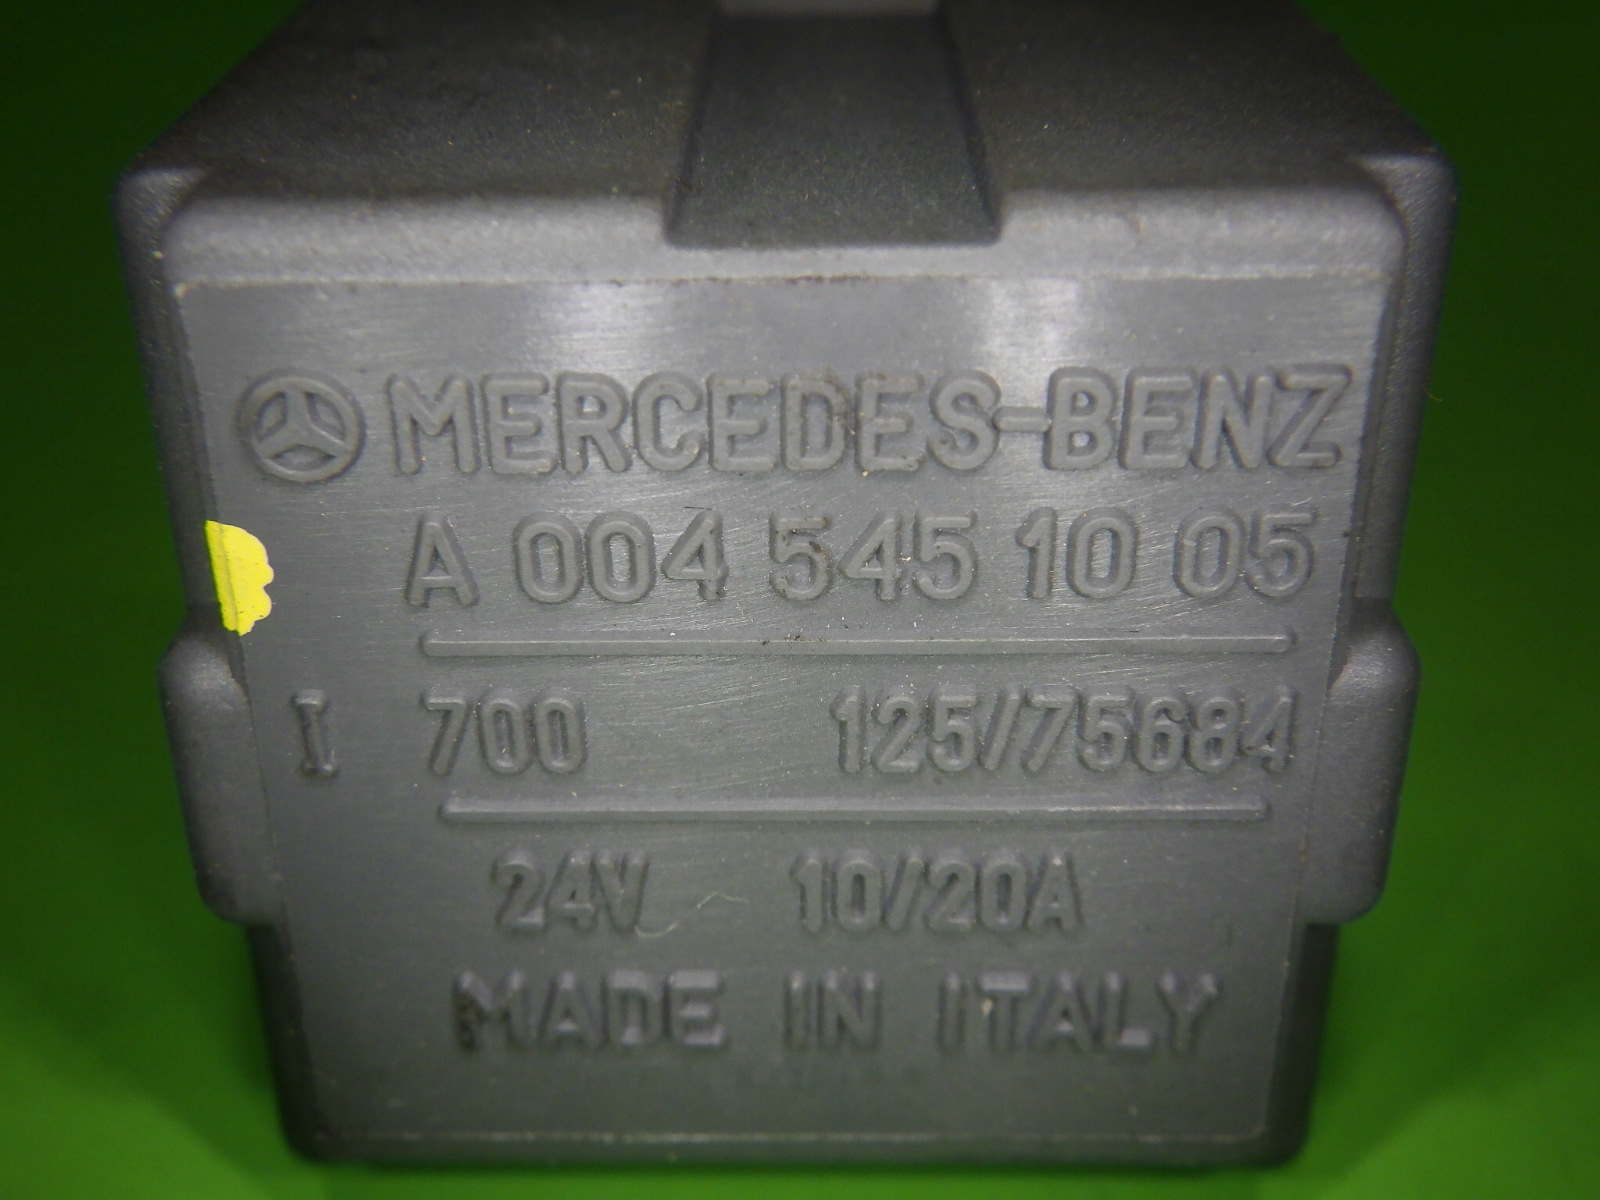 MERCEDES-BENZ
A 004 545 10 05
I 700 125/75684
24V 10/20A
MADE IN ITALY